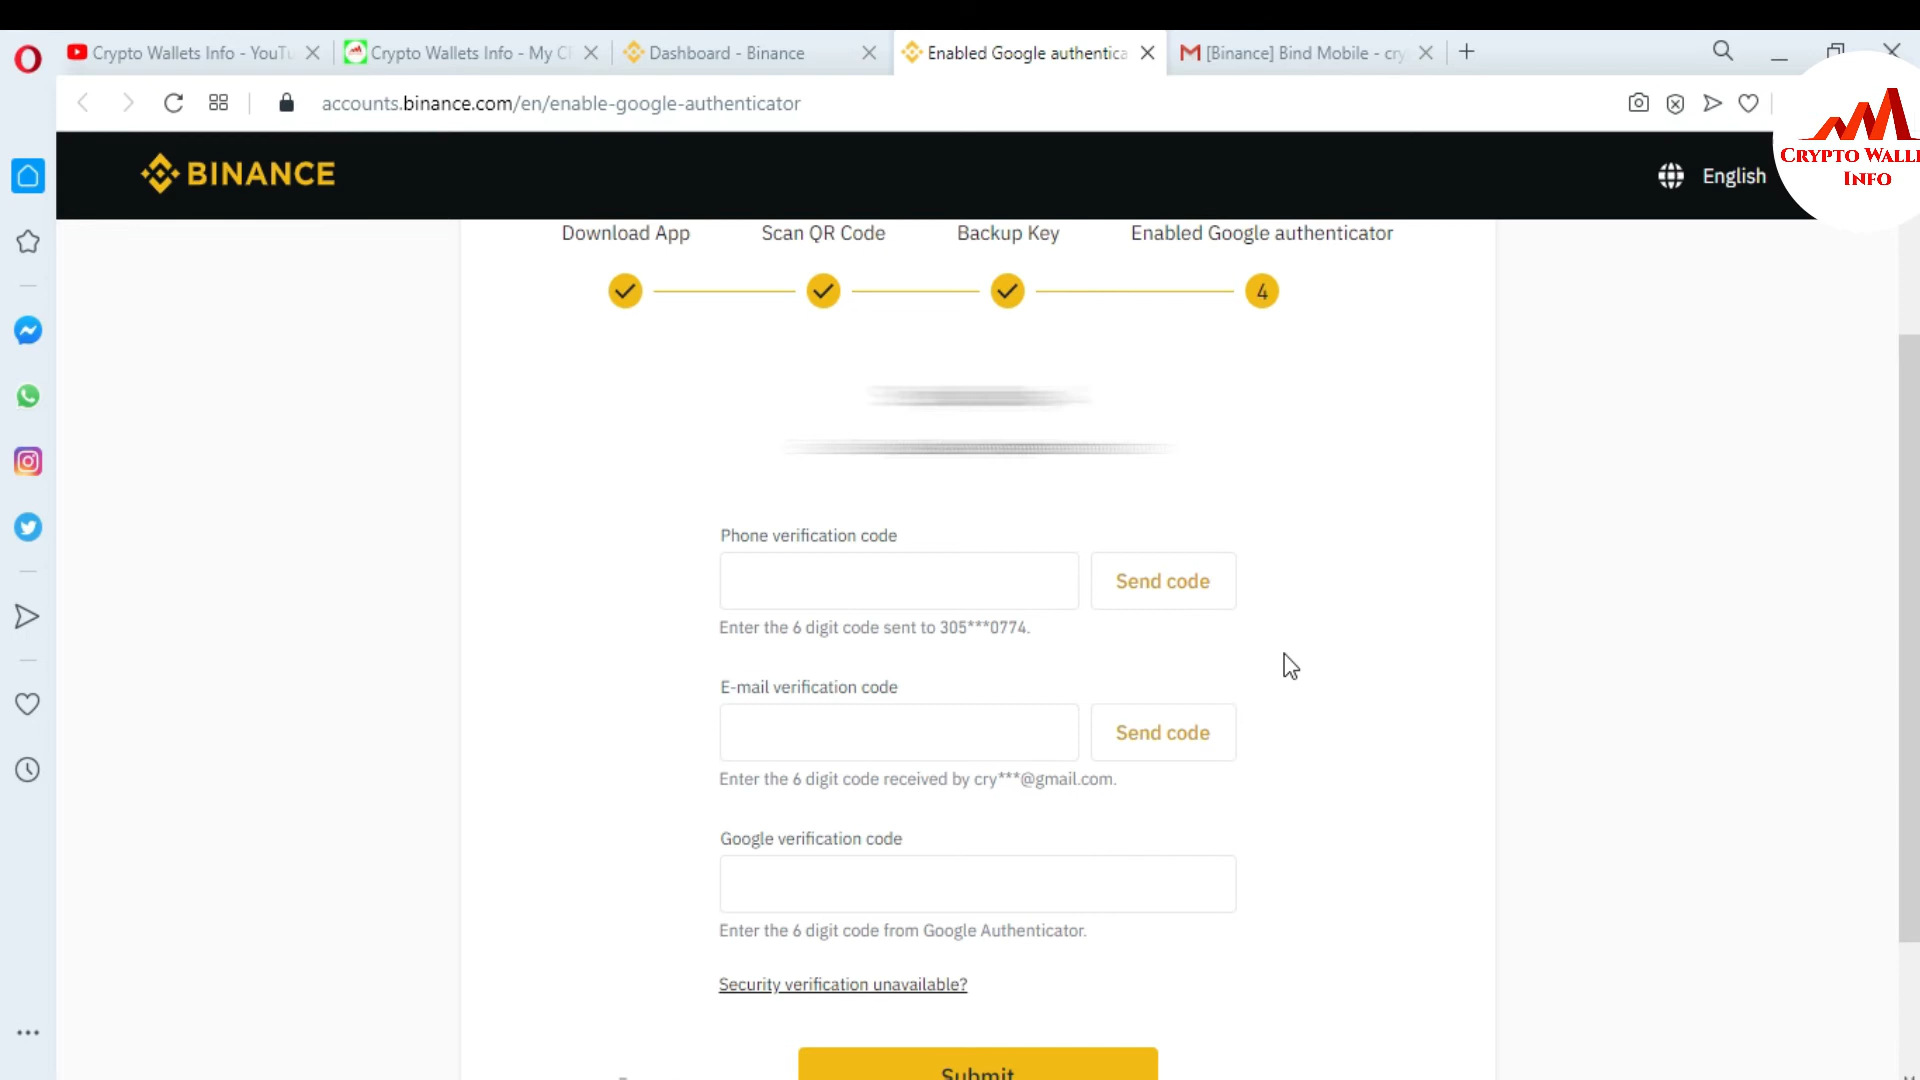 Crypto Wallets Info - YouTu
Crypto Wallets Info - My Cl
Dashboard - Binance
Enabled Google authentica
[Binance] Bind Mobile - cry
accounts.binance.com/en/enable-google-authenticator
BINANCE
English
CRYPTO WALLE
INFO
Download App
Scan QR Code
Backup Key
Enabled Google authenticator
4
Phone verification code
Send code
Enter the 6 digit code sent to 305***0774.
E-mail verification code
Send code
Enter the 6 digit code received by cry***@gmail.com.
Google verification code
Enter the 6 digit code from Google Authenticator.
Security verification unavailable?
Submit